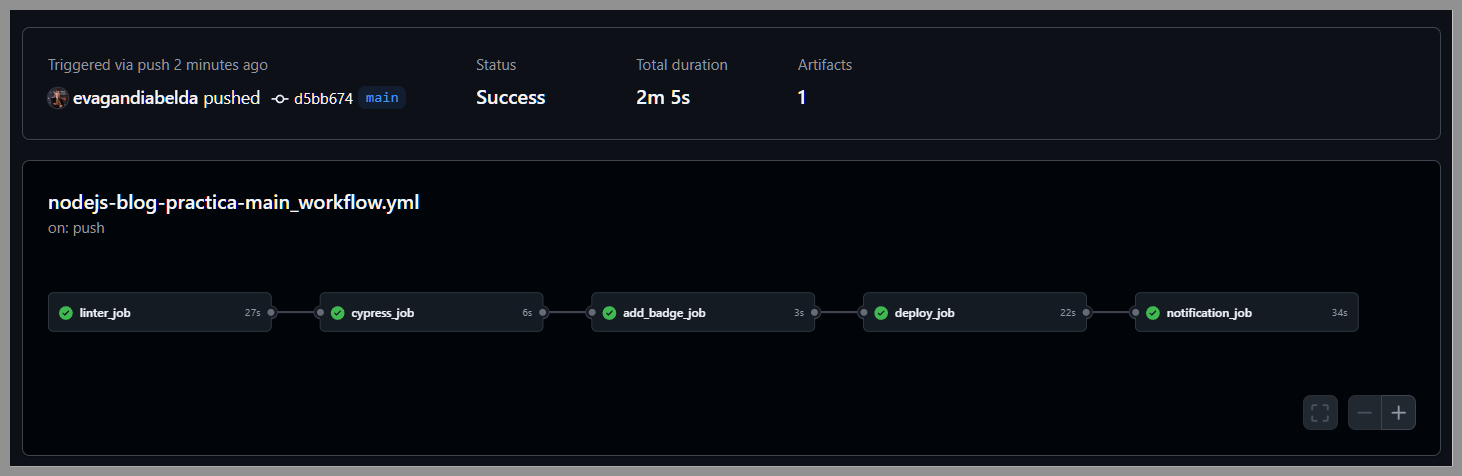 Triggered via push 2 minutes ago
evagandiabelda pushed d5bb674 main
Status
Success
Total duration
2m 5s
Artifacts
1
nodejs-blog-practica-main_workflow.yml
on: push
linter_job 27s
cypress_job 6s
add_badge_job 3s
deploy_job 22s
notification_job 34s